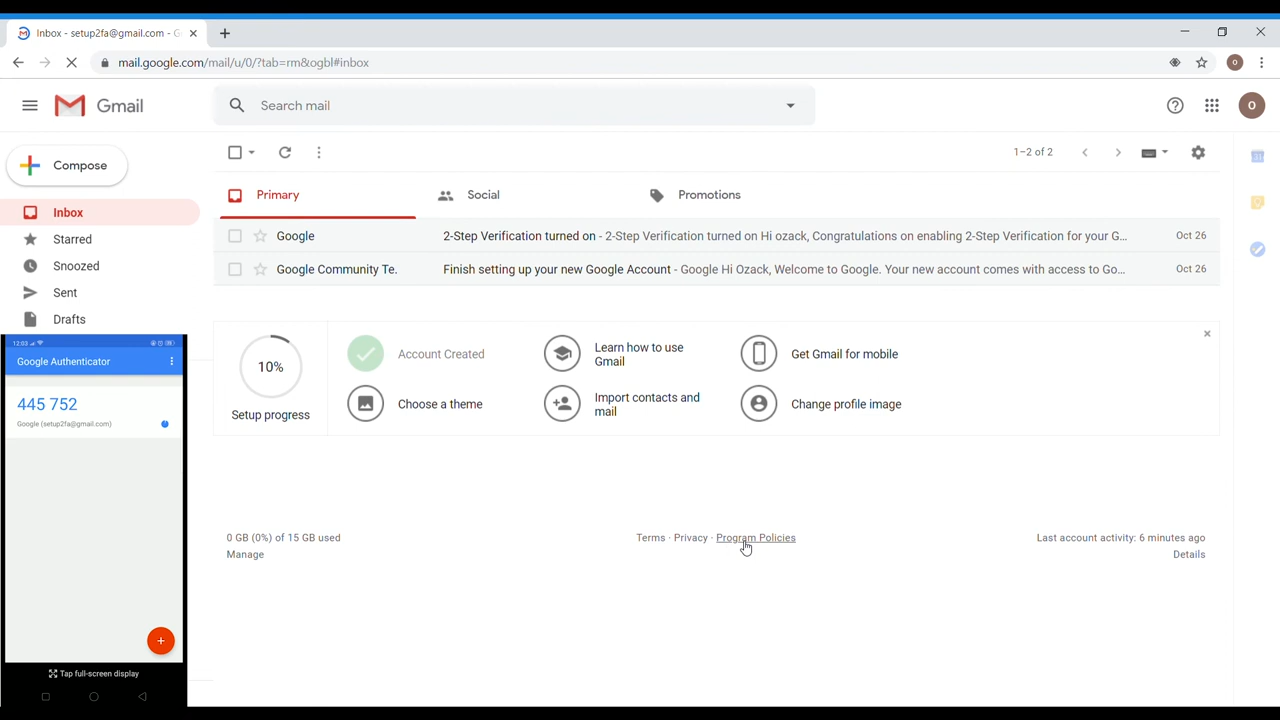 Inbox - setup2fa@gmail.com - G
mail.google.com/mail/u/0/?tab=rm&ogbl#inbox
O
Gmail
Search mail
O
Compose
1–2 of 2
31
Inbox
Starred
Snoozed
Sent
Drafts
Primary
Social
Promotions
Google 2-Step Verification turned on - 2-Step Verification turned on Hi ozack, Congratulations on enabling 2-Step Verification for your G... Oct 26
Google Community Te. Finish setting up your new Google Account - Google Hi Ozack, Welcome to Google. Your new account comes with access to Go... Oct 26
10%
Setup progress
Account Created
Learn how to use
Gmail
Get Gmail for mobile
Choose a theme
Import contacts and
mail
Change profile image
0 GB (0%) of 15 GB used
Manage
Terms · Privacy · Program Policies
Last account activity: 6 minutes ago
Details
12:03
Google Authenticator
445 752
Google (setup2fa@gmail.com)
+
Tap full-screen display